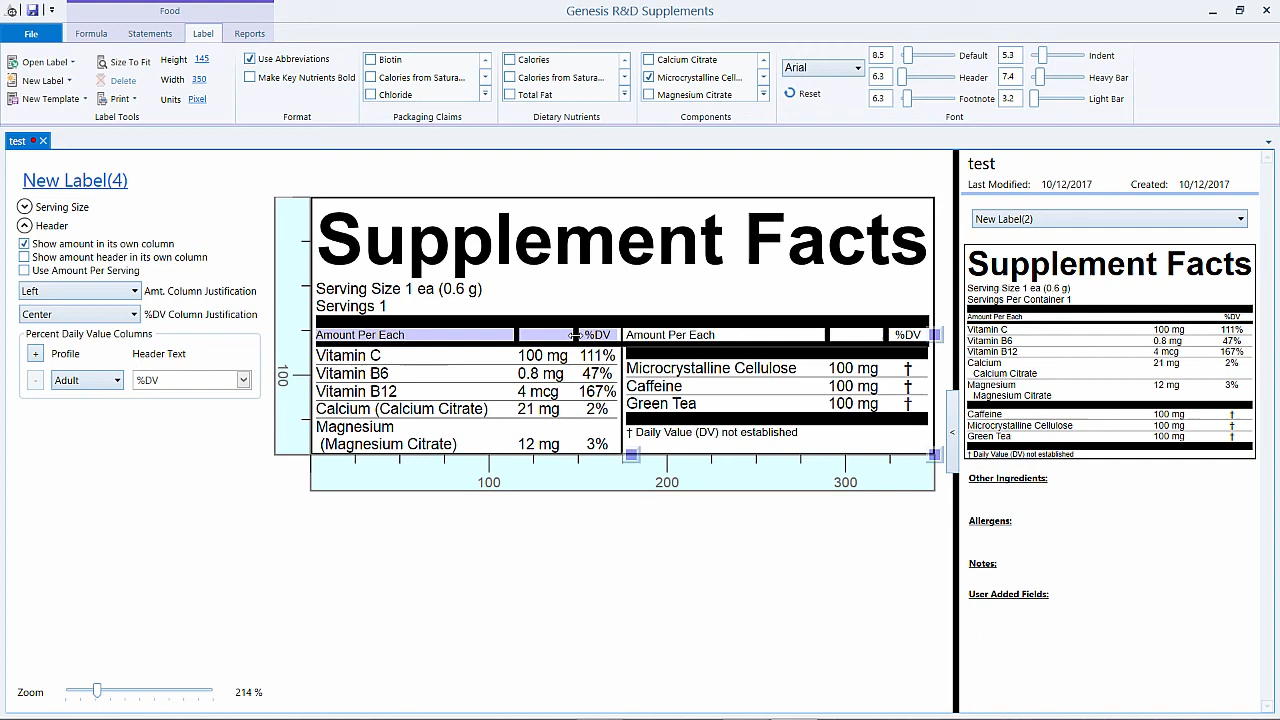 Food
Genesis R&D Supplements
File
Formula
Statements
Label
Reports
Open Label
New Label
New Template
Size To Fit
Delete
Print
Height 145
Width 350
Units Pixel
Label Tools
Use Abbreviations
Make Key Nutrients Bold
Format
Biotin
Calories from Satura...
Chloride
Packaging Claims
Calories
Calories from Satura...
Total Fat
Dietary Nutrients
Calcium Citrate
Microcrystalline Cell...
Magnesium Citrate
Components
Arial
Reset
8.5 Default 5.3 Indent
6.3 Header 7.4 Heavy Bar
6.3 Footnote 3.2 Light Bar
Font
test
New Label(4)
Serving Size
Header
Show amount in its own column
Show amount header in its own column
Use Amount Per Serving
Left Amt. Column Justification
Center %DV Column Justification
Percent Daily Value Columns
+ Profile Header Text
- Adult %DV
Zoom 214 %
Supplement Facts
Serving Size 1 ea (0.6 g)
Servings 1
Amount Per Each %DV
Vitamin C 100 mg 111%
Vitamin B6 0.8 mg 47%
Vitamin B12 4 mcg 167%
Calcium (Calcium Citrate) 21 mg 2%
Magnesium
(Magnesium Citrate) 12 mg 3%
Amount Per Each %DV
Microcrystalline Cellulose 100 mg †
Caffeine 100 mg †
Green Tea 100 mg †
† Daily Value (DV) not established
100
100 200 300
<
test
Last Modified: 10/12/2017 Created: 10/12/2017
New Label(2)
Supplement Facts
Serving Size 1 ea (0.6 g)
Servings Per Container 1
Amount Per Each %DV
Vitamin C 100 mg 111%
Vitamin B6 0.8 mg 47%
Vitamin B12 4 mcg 167%
Calcium 21 mg 2%
Calcium Citrate
Magnesium 12 mg 3%
Magnesium Citrate
Caffeine 100 mg †
Microcrystalline Cellulose 100 mg †
Green Tea 100 mg †
† Daily Value (DV) not established
Other Ingredients:
Allergens:
Notes:
User Added Fields: